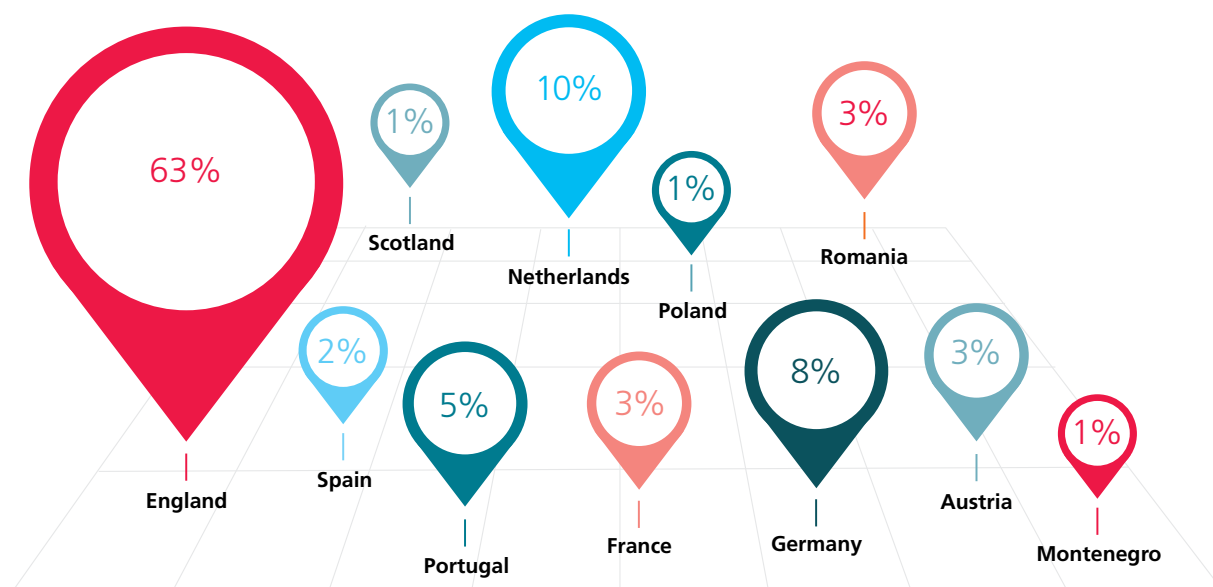 63%
England
1%
Scotland
10%
Netherlands
1%
Poland
3%
Romania
2%
Spain
5%
Portugal
3%
France
8%
Germany
3%
Austria
1%
Montenegro